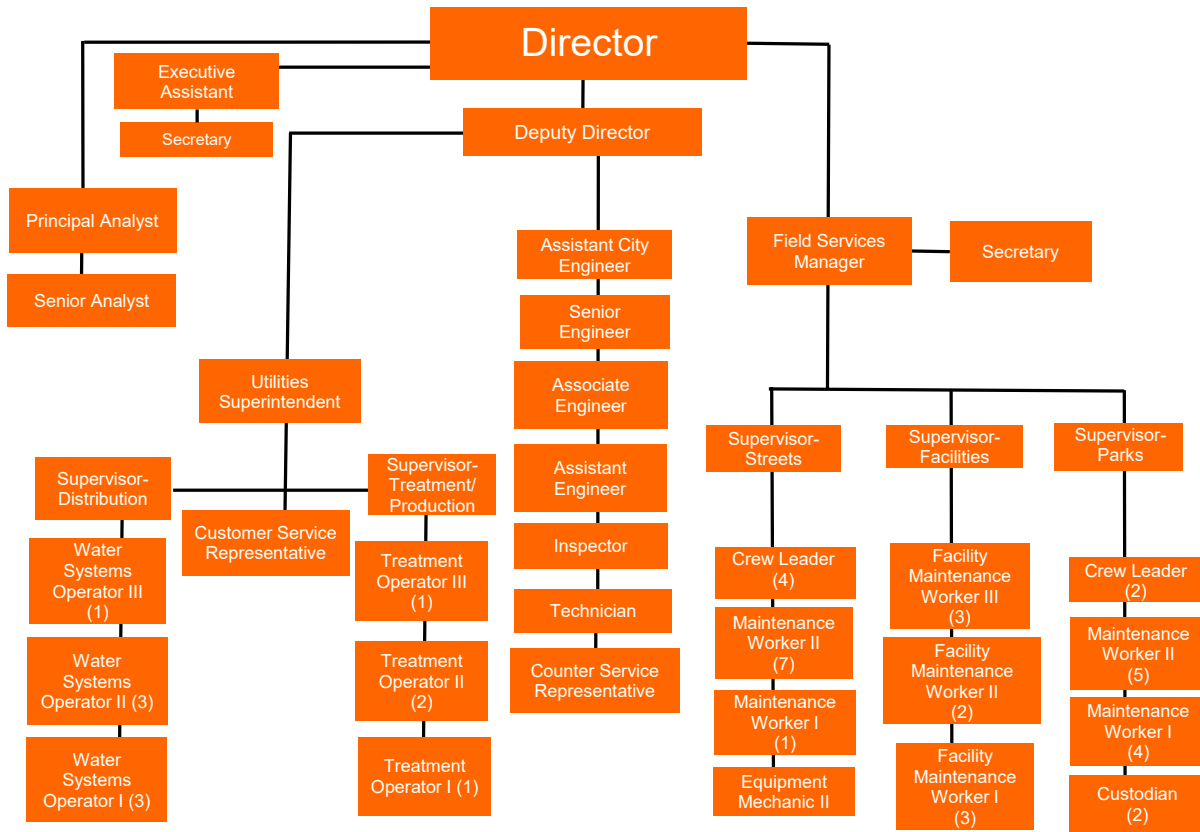 Director
Executive
Assistant
Secretary
Deputy Director
Principal Analyst
Senior Analyst
Assistant City
Engineer
Field Services
Manager
Secretary
Senior
Engineer
Utilities
Superintendent
Associate
Engineer
Supervisor-
Streets
Supervisor-
Facilities
Supervisor-
Parks
Supervisor-
Distribution
Supervisor-
Treatment/
Production
Assistant
Engineer
Customer Service
Representative
Inspector
Technician
Counter Service
Representative
Water
Systems
Operator III
(1)
Water
Systems
Operator II (3)
Water
Systems
Operator I (3)
Treatment
Operator III
(1)
Treatment
Operator II
(2)
Treatment
Operator I (1)
Crew Leader
(4)
Maintenance
Worker II
(7)
Maintenance
Worker I
(1)
Equipment
Mechanic II
Facility
Maintenance
Worker III
(3)
Facility
Maintenance
Worker II
(2)
Facility
Maintenance
Worker I
(3)
Crew Leader
(2)
Maintenance
Worker II
(5)
Maintenance
Worker I
(4)
Custodian
(2)